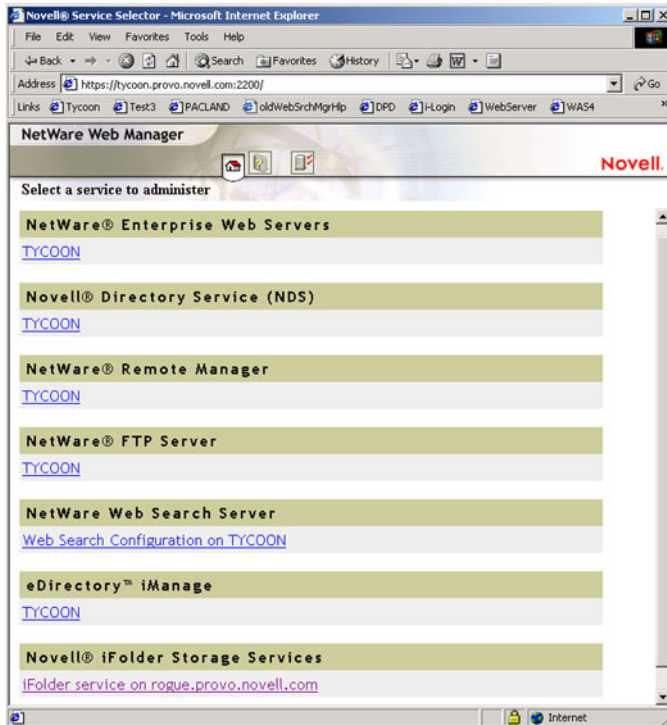 Novell® Service Selector - Microsoft Internet Explorer
File Edit View Favorites Tools Help
Back Search Favorites History
Address https://tycoon.provo.novell.com:2200/ Go
Links Tycoon Test3 PACLAND oldWebSrchMgrHlp DPD i-Login WebServer WAS4
NetWare Web Manager
Novell.
Select a service to administer
NetWare® Enterprise Web Servers
TYCOON
Novell® Directory Service (NDS)
TYCOON
NetWare® Remote Manager
TYCOON
NetWare® FTP Server
TYCOON
NetWare Web Search Server
Web Search Configuration on TYCOON
eDirectory™ iManage
TYCOON
Novell® iFolder Storage Services
iFolder service on rogue.provo.novell.com
Internet